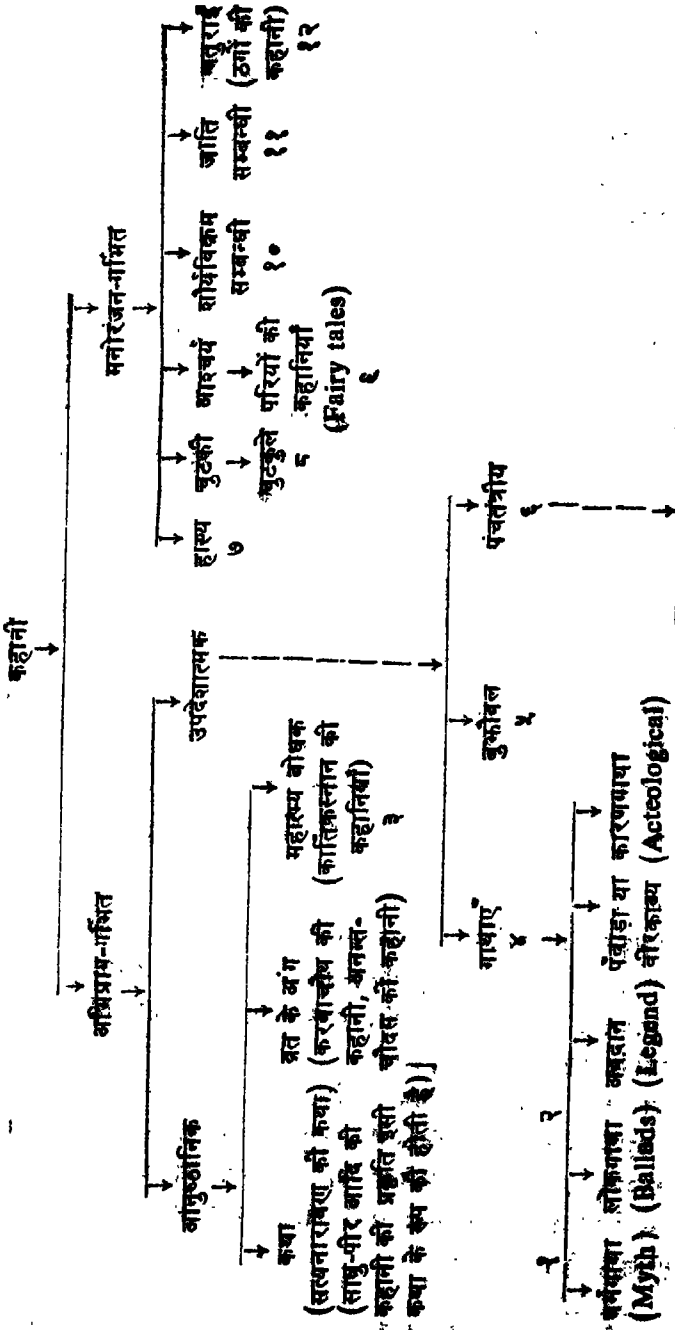 कहानी
अभिप्राय-गर्भित
मनोरंजन-गर्भित
आनुष्ठानिक
उपदेशात्मक
हास्य
७
चुटकी
चुटकुले
८
आश्चर्य
परियों की
कहानियाँ
(Fairy tales)
६
शौर्यविक्रम
सम्बन्धी
१०
जाति
सम्बन्धी
११
चतुराई
(ठगों की
कहानी)
१२
कथा
(सत्यनारायण की कथा)
(साधु-पीर आदि की
कहानी की प्रकृति इसी
कथा के रूप की होती है)]
व्रत के अंग
(करवाचौथ की
कहानी, अनन्त-
चौदस की कहानी)
महात्म्य बोधक
(कार्तिकस्नान की
कहानियाँ)
३
गाथाएँ
४
बुझौवल
५
पंचतंत्रीय
६
१
२
धर्मगाथा लोकगाथा अवदान पंवाड़ा या कारणगाथा
(Myth) (Ballads) (Legend) वीरकाव्य (Acteological)